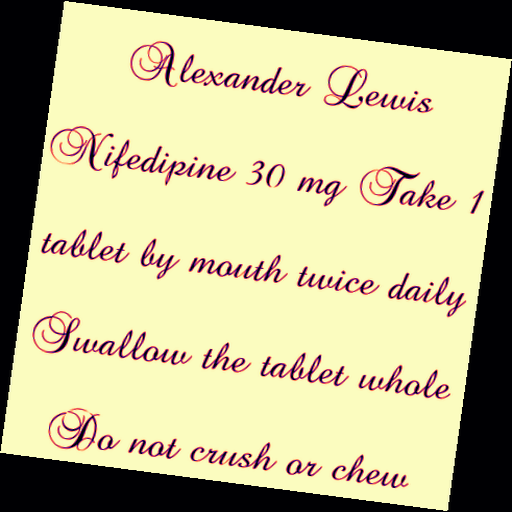 Alexander Lewis
Nifedipine 30 mg Take 1
tablet by mouth twice daily
Swallow the tablet whole
Do not crush or chew